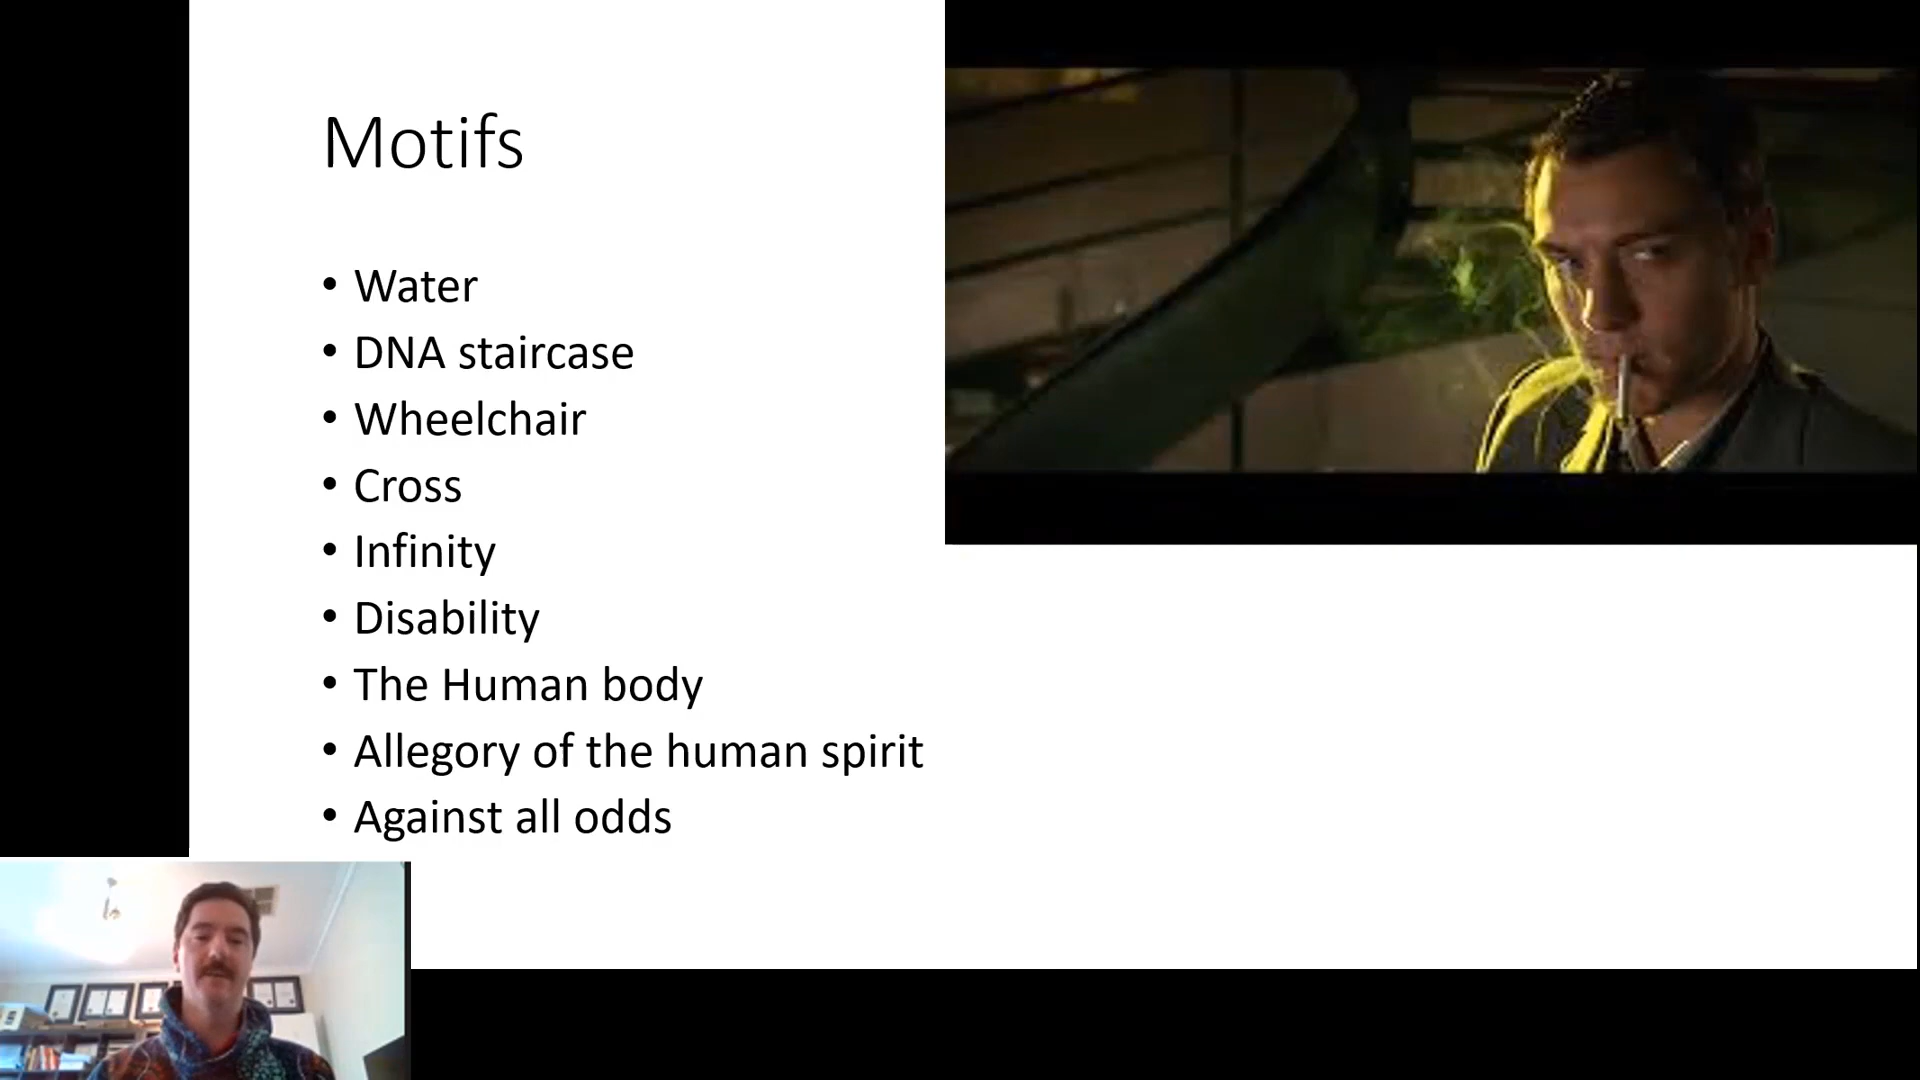 Motifs
• Water
• DNA staircase
• Wheelchair
• Cross
• Infinity
• Disability
• The Human body
• Allegory of the human spirit
• Against all odds